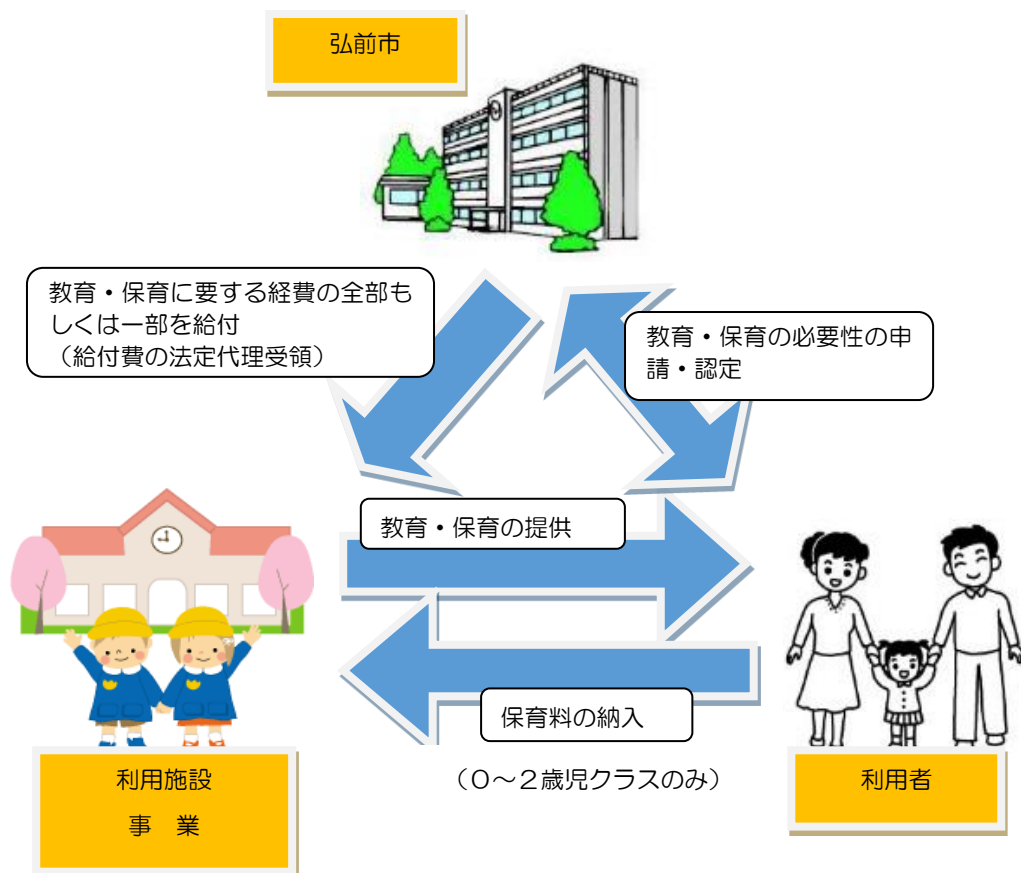 弘前市
教育・保育に要する経費の全部も
しくは一部を給付
（給付費の法定代理受領）
教育・保育の必要性の申
請・認定
教育・保育の提供
保育料の納入
（０～２歳児クラスのみ）
利用施設
事　業
利用者